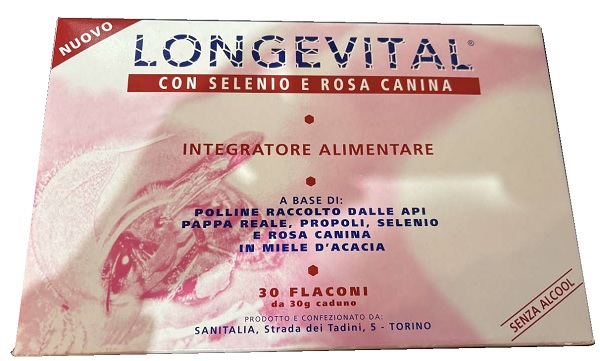 NUOVO
LONGEVITAL®
CON SELENIO E ROSA CANINA
INTEGRATORE ALIMENTARE
A BASE DI:
POLLINE RACCOLTO DALLE API
PAPPA REALE, PROPOLI, SELENIO
E ROSA CANINA
IN MIELE D'ACACIA
30 FLACONI
da 30g caduno
PRODOTTO E CONFEZIONATO DA:
SANITALIA, Strada dei Tadini, 5 - TORINO
SENZA ALCOOL